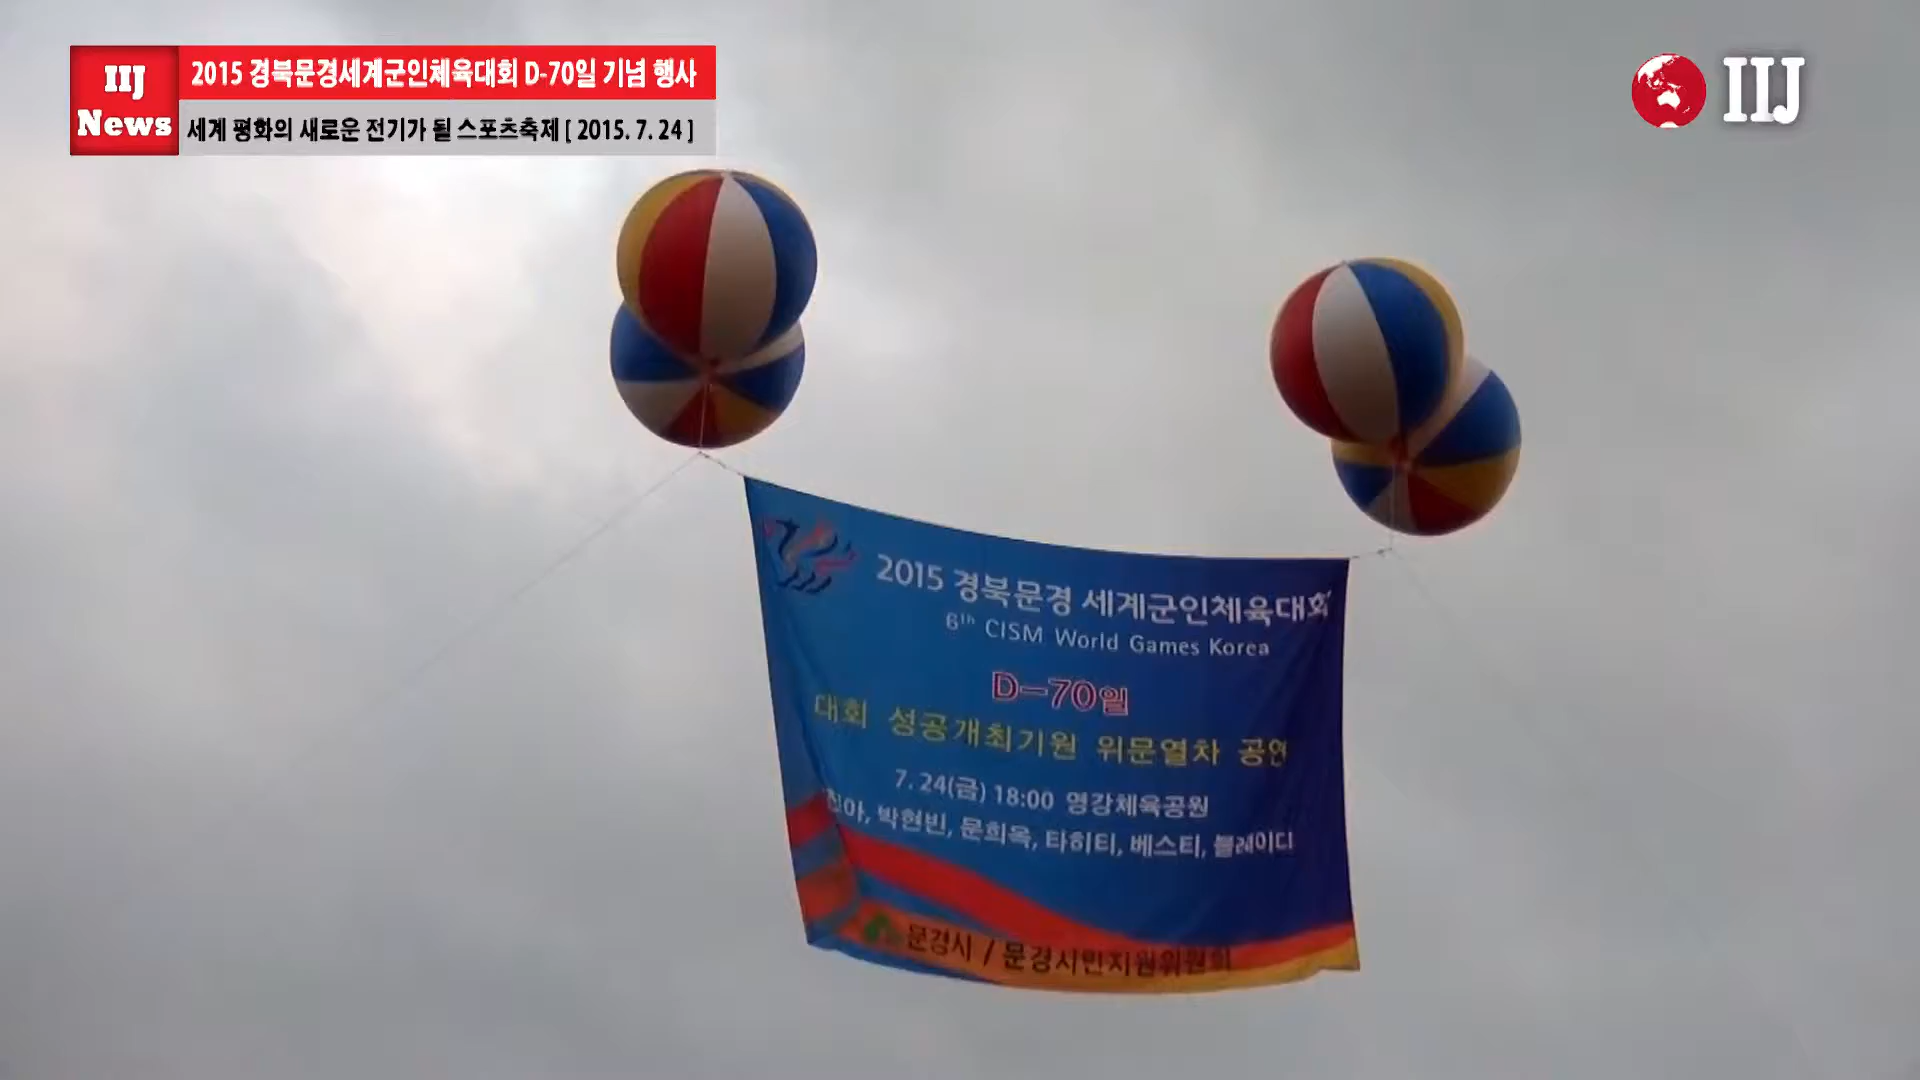 IIJ
News
2015 경북문경세계군인체육대회 D-70일 기념 행사
세계 평화의 새로운 전기가 될 스포츠축제 [ 2015. 7. 24 ]
IIJ
2015 경북문경 세계군인체육대회
6th CISM World Games Korea
D-70일
대회 성공개최기원 위문열차 공연
7. 24(금) 18:00 영강체육공원
박현빈, 문희옥, 타히티, 베스티, 블레이디
문경시 / 문경시민지원위원회